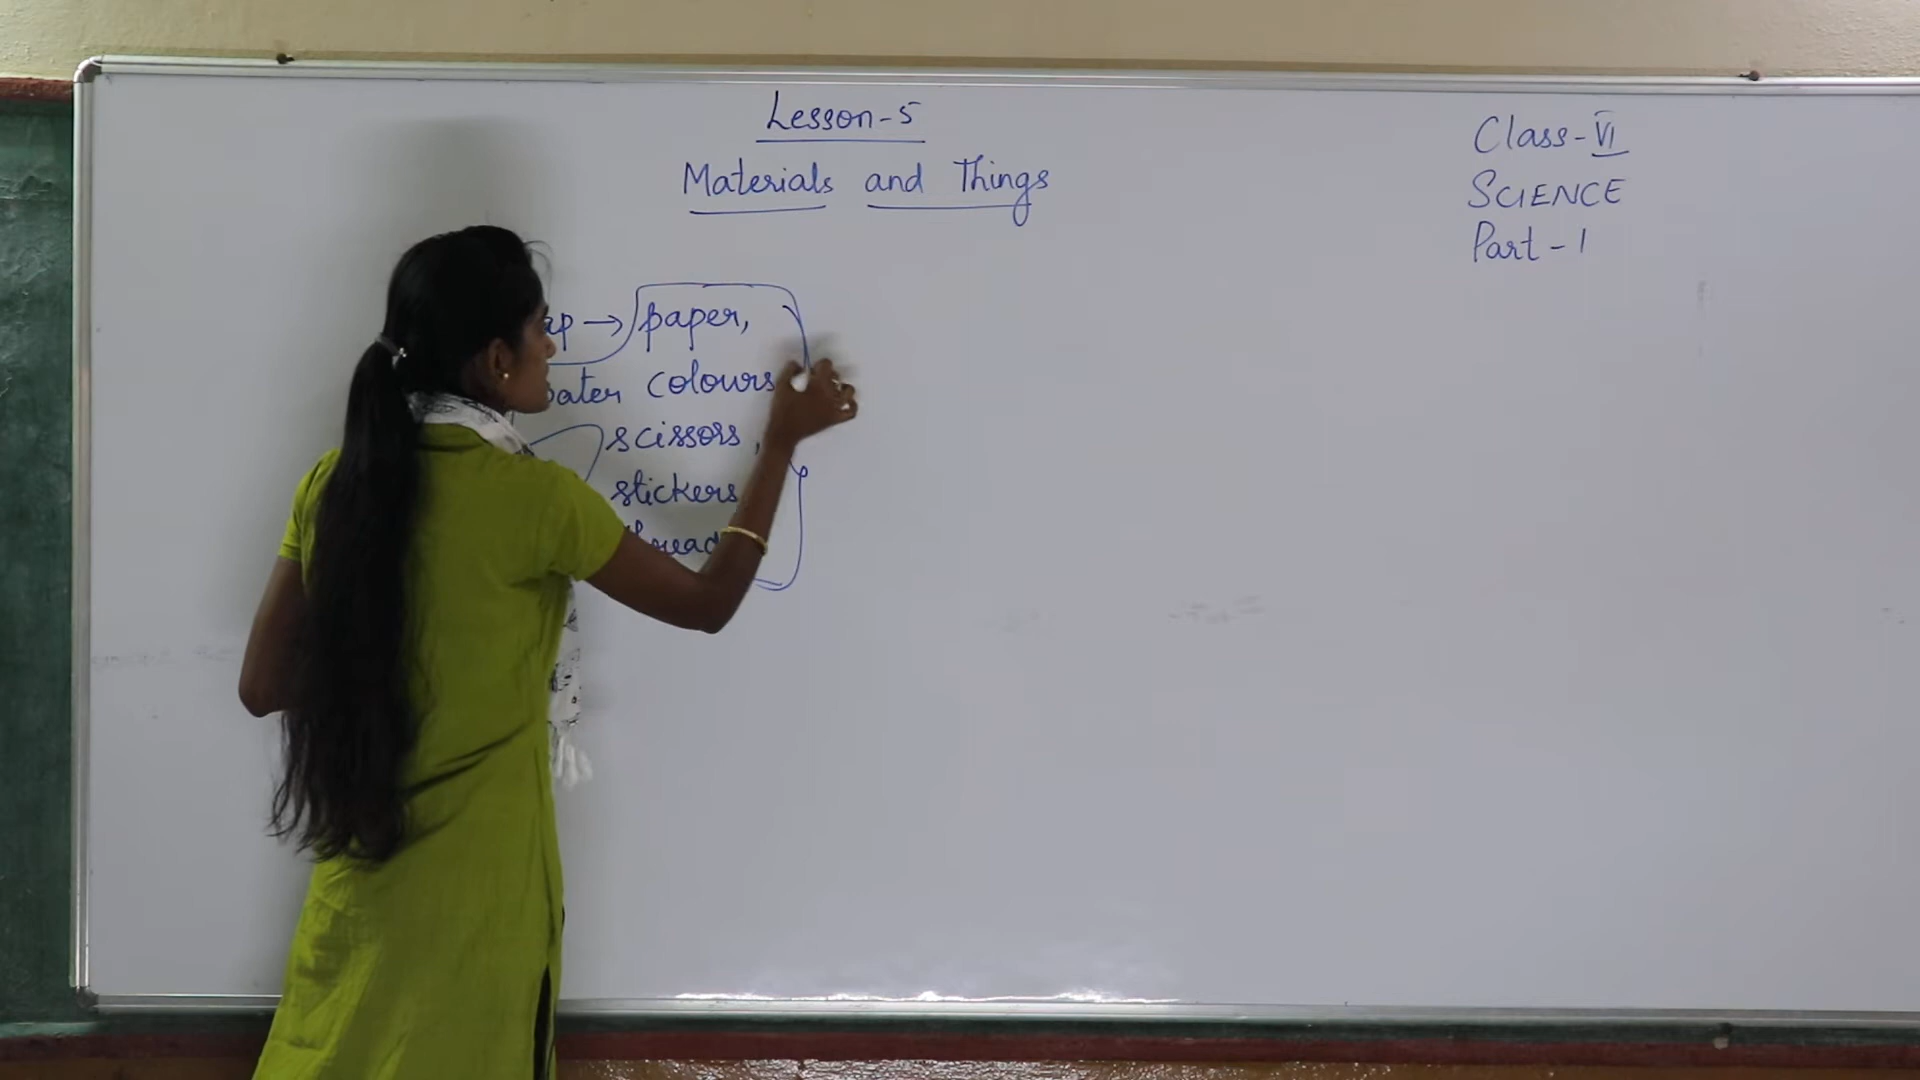 Lesson-5
Materials and Things
Class-VI
SCIENCE
Part-1
→ paper,
colours
scissors,
stickers